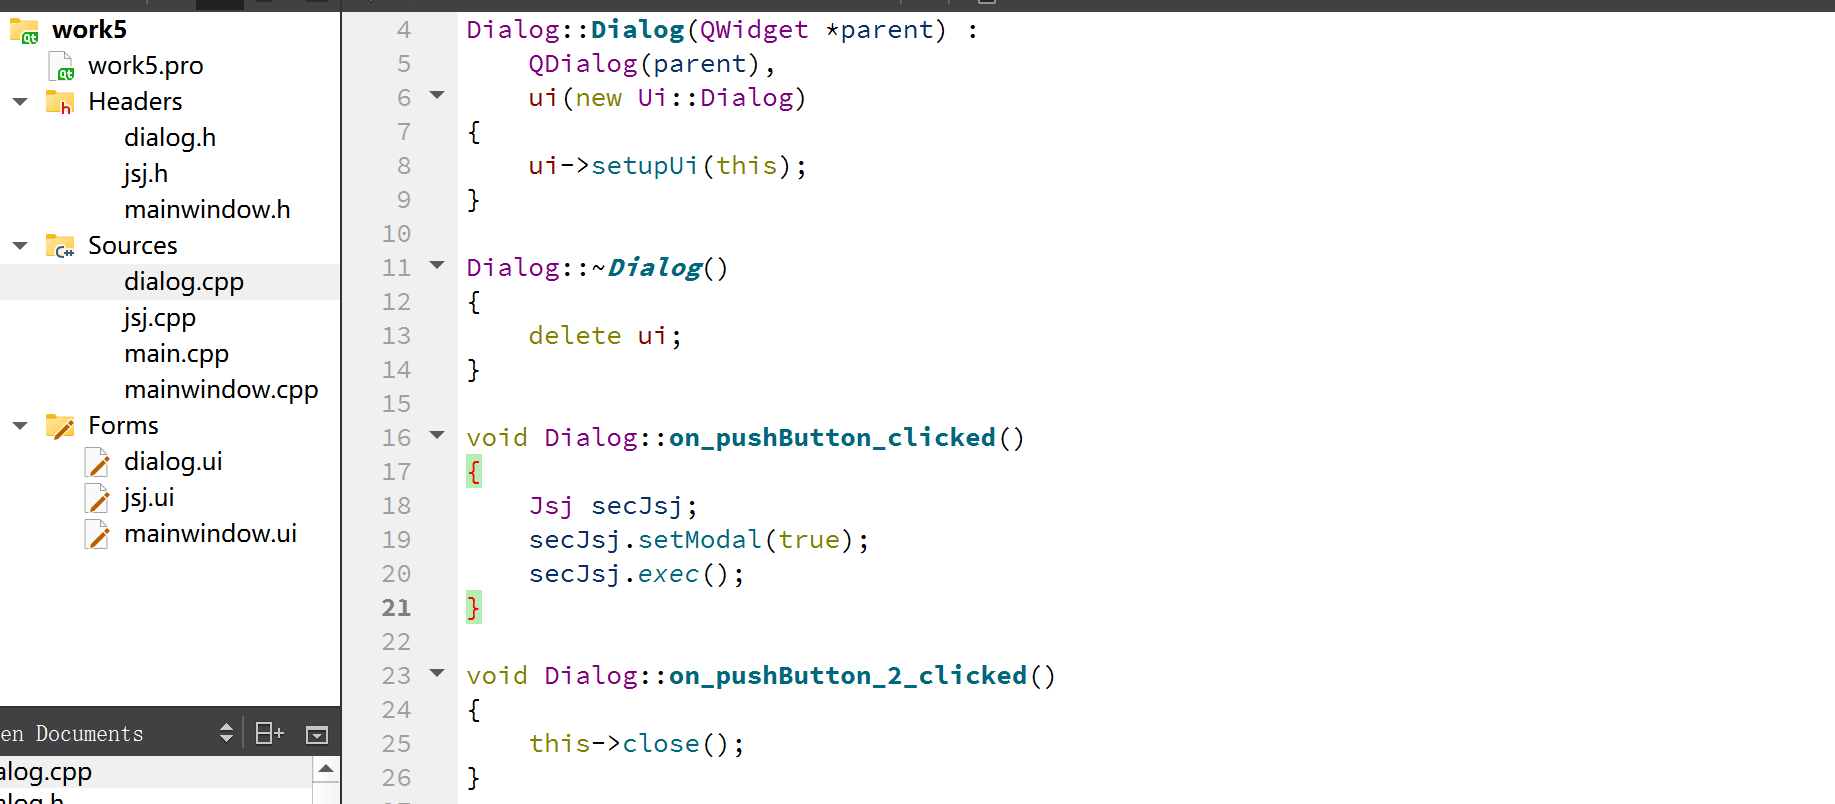 work5
work5.pro
Headers
dialog.h
jsj.h
mainwindow.h
Sources
dialog.cpp
jsj.cpp
main.cpp
mainwindow.cpp
Forms
dialog.ui
jsj.ui
mainwindow.ui
en Documents
alog.cpp
4 Dialog::Dialog(QWidget *parent) :
5     QDialog(parent),
6     ui(new Ui::Dialog)
7 {
8     ui->setupUi(this);
9 }
10
11 Dialog::~Dialog()
12 {
13     delete ui;
14 }
15
16 void Dialog::on_pushButton_clicked()
17 {
18     Jsj secJsj;
19     secJsj.setModal(true);
20     secJsj.exec();
21 }
22
23 void Dialog::on_pushButton_2_clicked()
24 {
25     this->close();
26 }